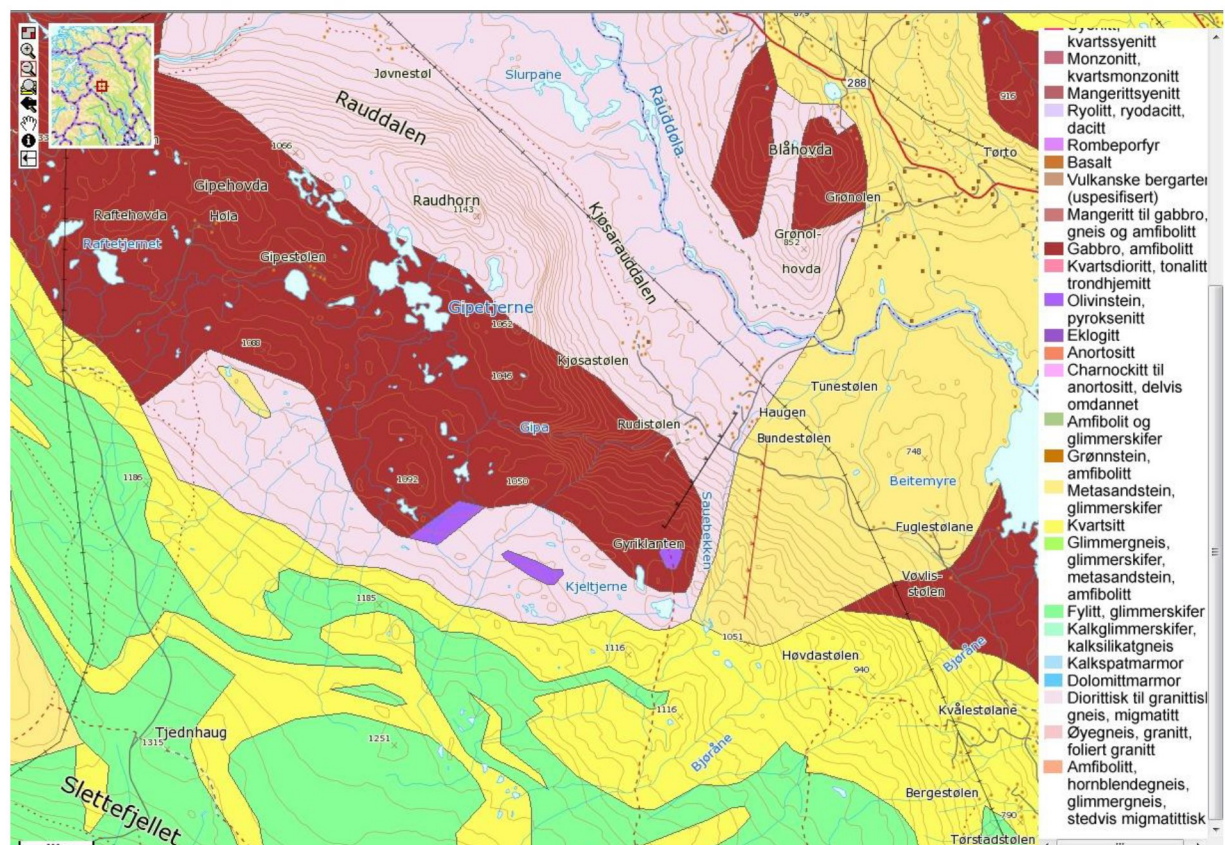 288
916
Jøvnestøl
Slurpane
Rauddalen
Rauddøla
Blåhovda
Tørto
1066
Gipehovda
Raudhorn
1143
Grønolen
Raftehovda
Høla
Kjøsarauddalen
Grønol-
852
hovda
Raftetjernet
Gipestølen
Gipetjerne
1062
1088
Kjøsastølen
1046
Tunestølen
Haugen
Gipa
Rudistølen
Bundestølen
748
1186
1092
1050
Beitemyre
Sauebekken
Fuglestølane
Gyriklanten
Vøvlis-
stølen
Kjeltjerne
1185
1051
1116
Høvdastølen
940
Bjøråne
1116
Kvålestølane
Tjednhaug
1315
1251
Bjøråne
Slettefjellet
Bergestølen
790
Tørstadstølen
kvartssyenitt
Monzonitt,
kvartsmonzonitt
Mangerittsyenitt
Ryolitt, ryodacitt,
dacitt
Rombeporfyr
Basalt
Vulkanske bergarter
(uspesifisert)
Mangeritt til gabbro,
gneis og amfibolitt
Gabbro, amfibolitt
Kvartsdioritt, tonalitt
trondhjemitt
Olivinstein,
pyroksenitt
Eklogitt
Anortositt
Charnockitt til
anortositt, delvis
omdannet
Amfibolit og
glimmerskifer
Grønnstein,
amfibolitt
Metasandstein,
glimmerskifer
Kvartsitt
Glimmergneis,
glimmerskifer,
metasandstein,
amfibolitt
Fylitt, glimmerskifer
Kalkglimmerskifer,
kalksilikatgneis
Kalkspatmarmor
Dolomittmarmor
Diorittisk til granittisl
gneis, migmatitt
Øyegneis, granitt,
foliert granitt
Amfibolitt,
hornblendegneis,
glimmergneis,
stedvis migmatittisk